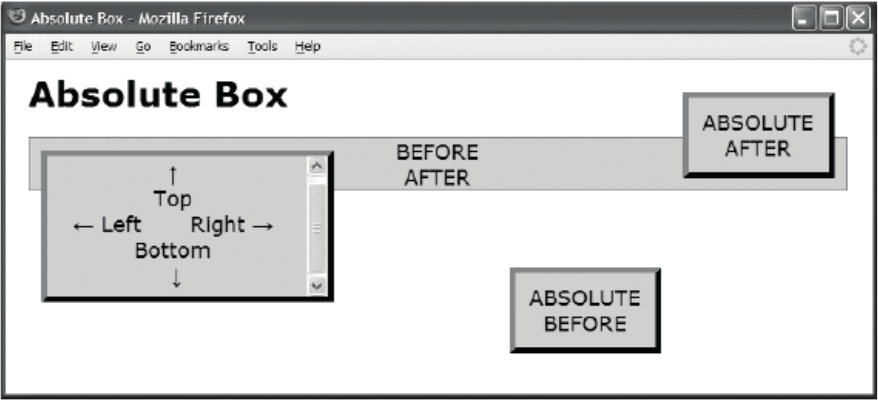 Absolute Box - Mozilla Firefox
File Edit View Go Bookmarks Tools Help
Absolute Box
ABSOLUTE
AFTER
BEFORE
AFTER
↑
Top
← Left Right →
Bottom
↓
ABSOLUTE
BEFORE